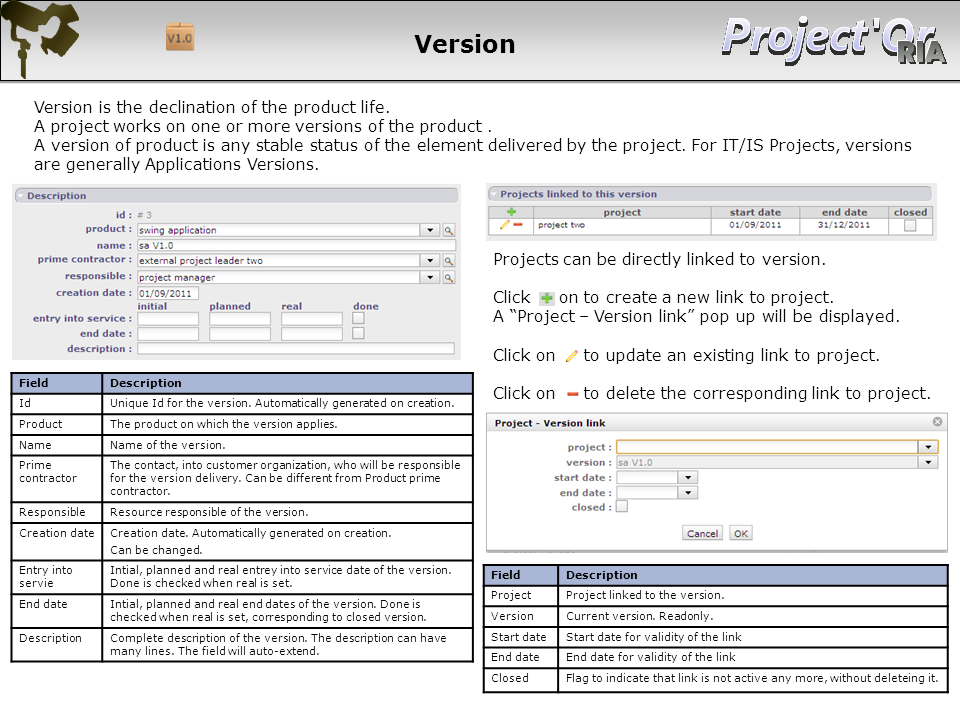 V1.0
Version
Project'Or
RIA
Version is the declination of the product life.
A project works on one or more versions of the product .
A version of product is any stable status of the element delivered by the project. For IT/IS Projects, versions
are generally Applications Versions.
Description
id : # 3
product : swing application
name : sa V1.0
prime contractor : external project leader two
responsible : project manager
creation date : 01/09/2011
initial planned real done
entry into service :
end date :
description :
Field Description
Id Unique Id for the version. Automatically generated on creation.
Product The product on which the version applies.
Name Name of the version.
Prime
contractor
The contact, into customer organization, who will be responsible
for the version delivery. Can be different from Product prime
contractor.
Responsible Resource responsible of the version.
Creation date Creation date. Automatically generated on creation.
Can be changed.
Entry into
servie
Intial, planned and real entrey into service date of the version.
Done is checked when real is set.
End date Intial, planned and real end dates of the version. Done is
checked when real is set, corresponding to closed version.
Description Complete description of the version. The description can have
many lines. The field will auto-extend.
Projects linked to this version
project start date end date closed
project two 01/09/2011 31/12/2011
Projects can be directly linked to version.
Click on to create a new link to project.
A “Project – Version link” pop up will be displayed.
Click on to update an existing link to project.
Click on to delete the corresponding link to project.
Project - Version link
project :
version : sa V1.0
start date :
end date :
closed :
Cancel OK
Field Description
Project Project linked to the version.
Version Current version. Readonly.
Start date Start date for validity of the link
End date End date for validity of the link
Closed Flag to indicate that link is not active any more, without deleteing it.